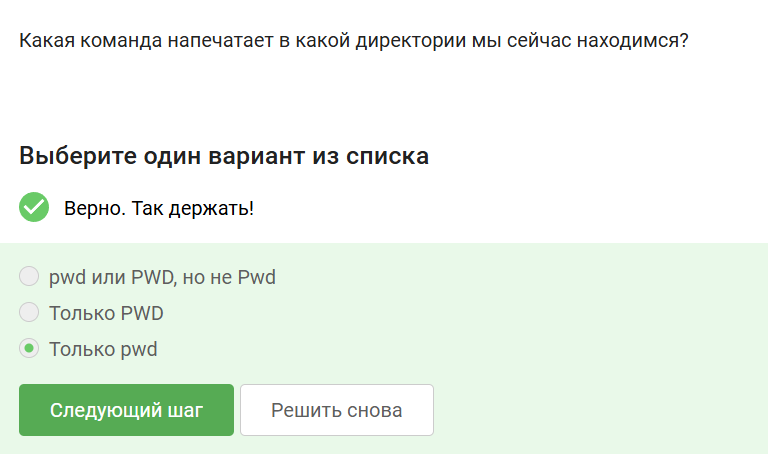 Какая команда напечатает в какой директории мы сейчас находимся?
Выберите один вариант из списка
Верно. Так держать!
pwd или PWD, но не Pwd
Только PWD
Только pwd
Следующий шаг
Решить снова